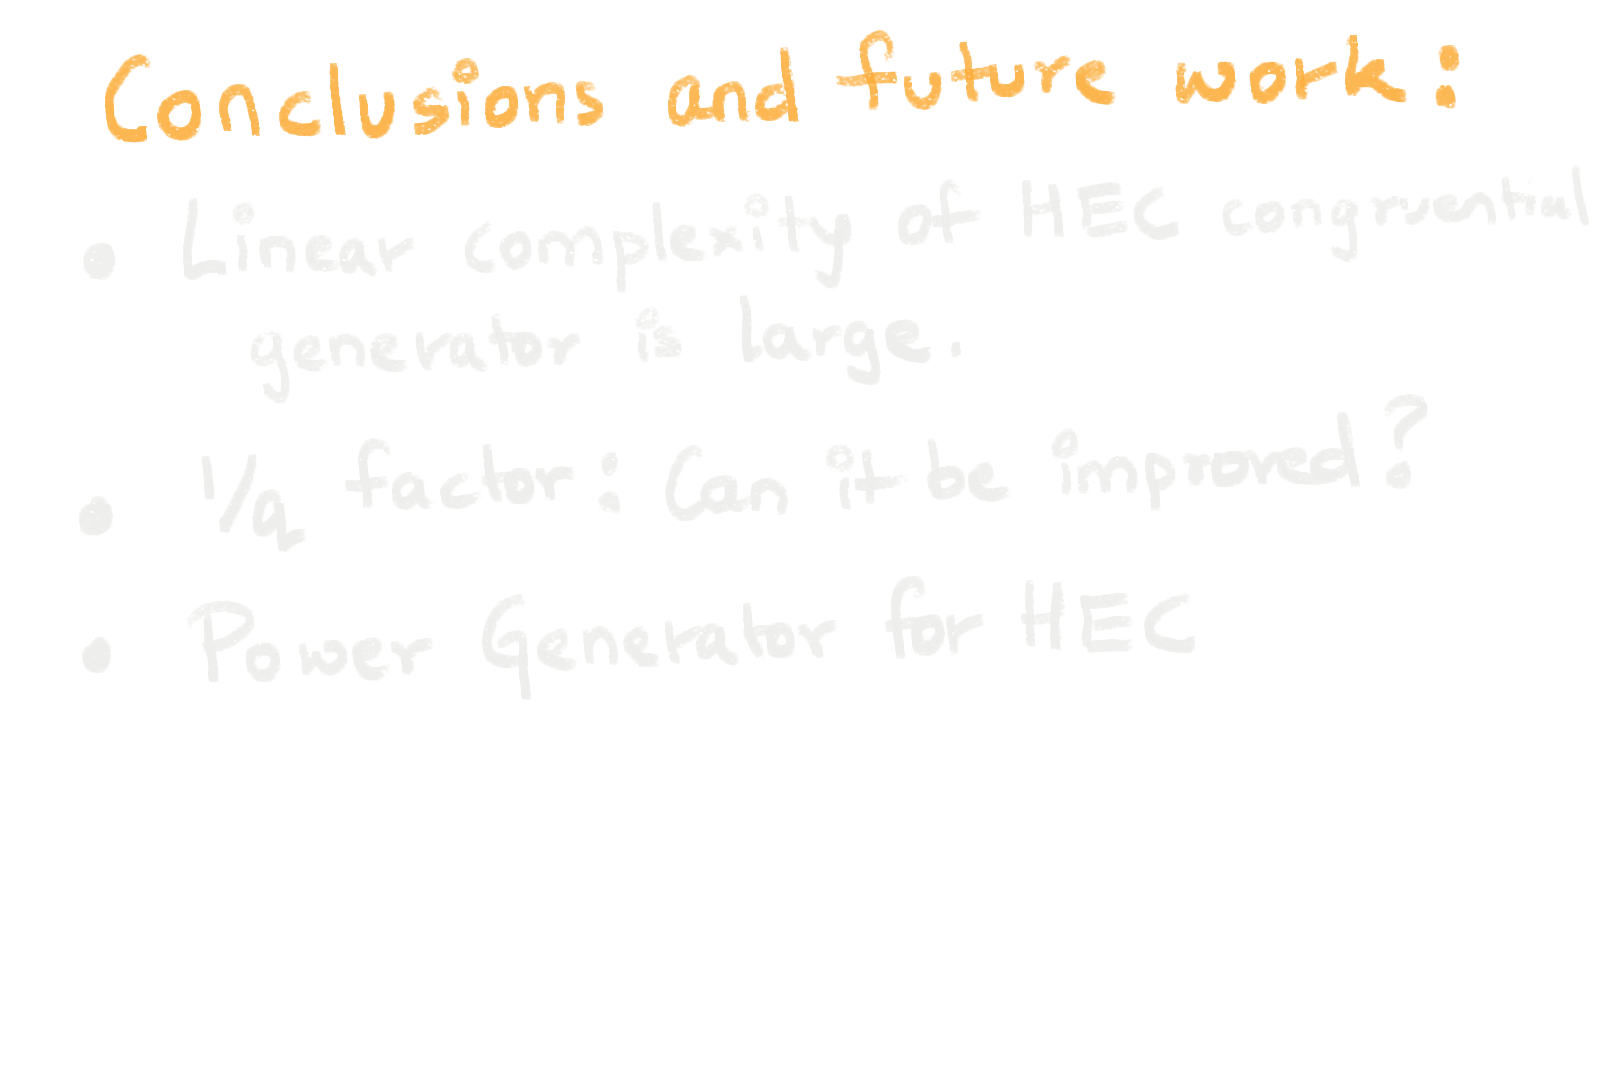 Conclusions and future work:
• Linear complexity of HEC congruential
generator is large.
• 1/q factor: Can it be improved?
• Power Generator for HEC